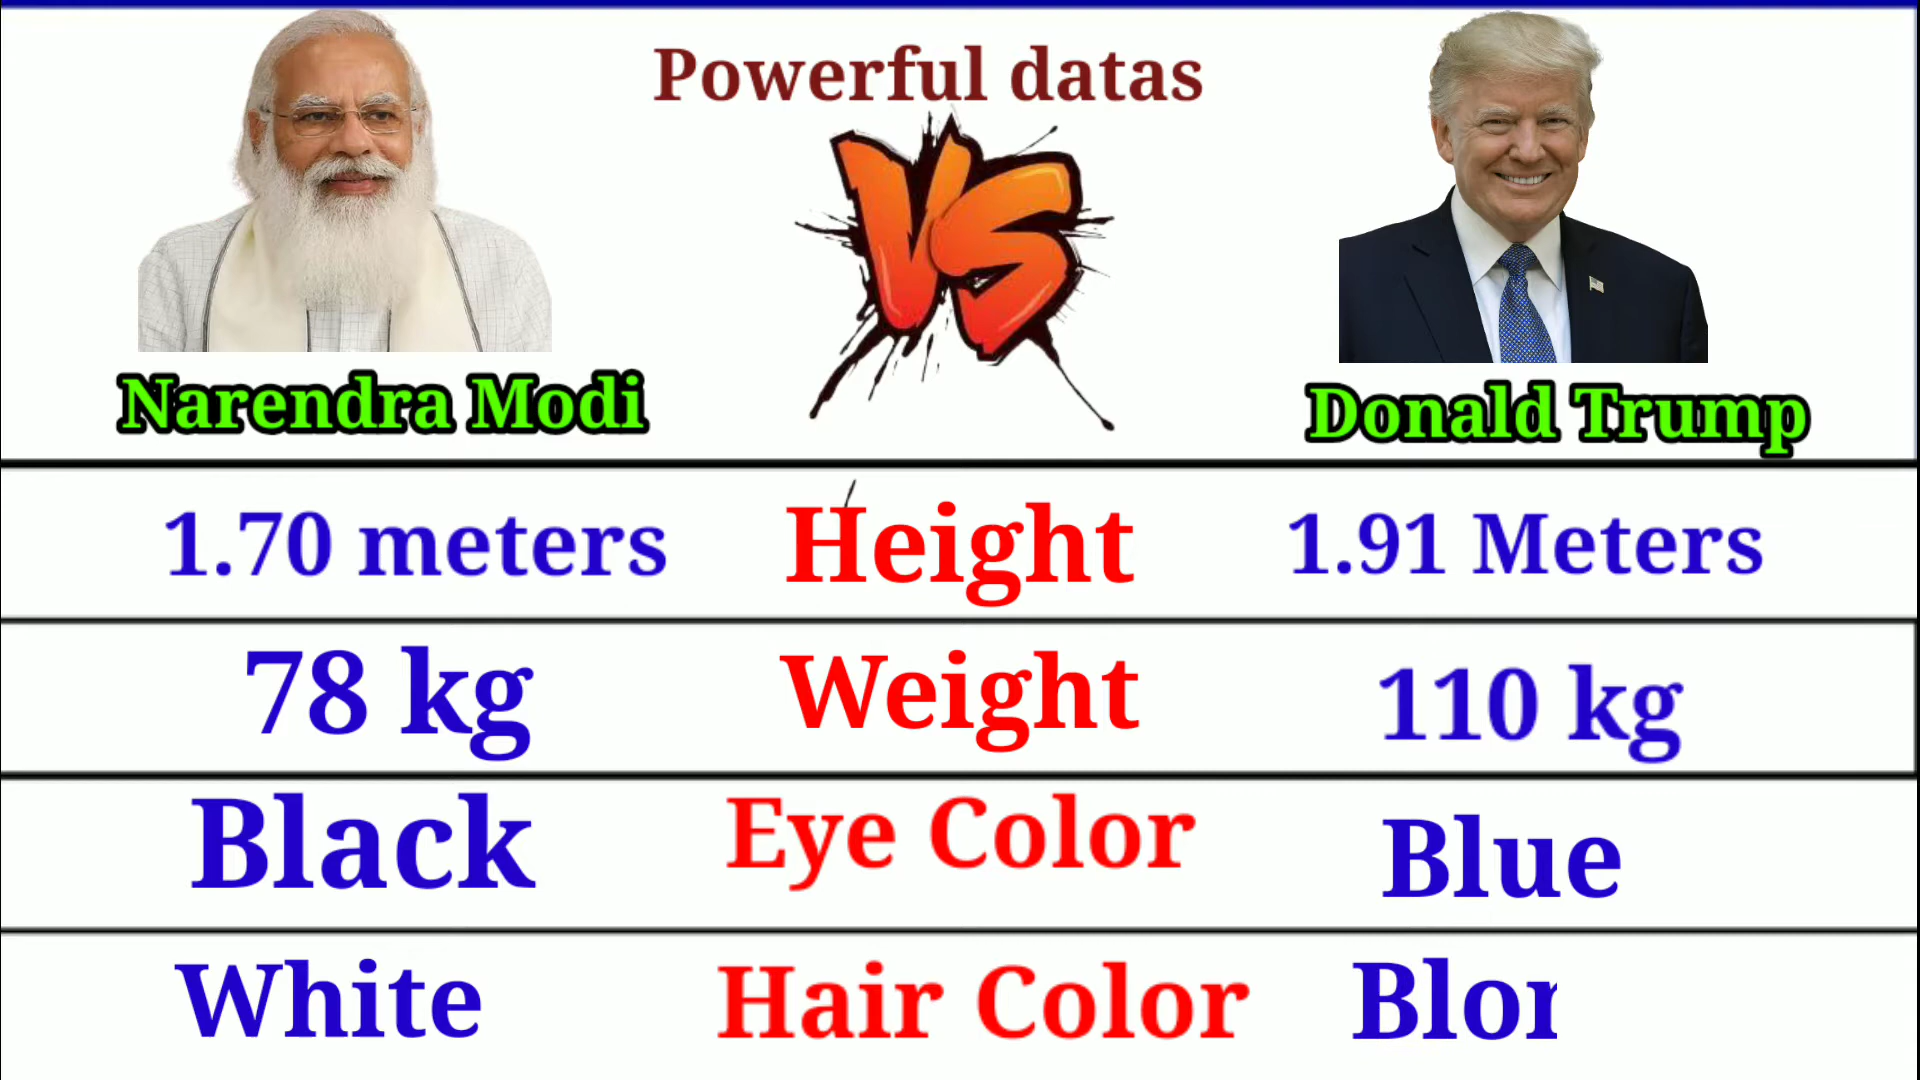 Powerful datas
VS
Narendra Modi
Donald Trump
1.70 meters Height 1.91 Meters
78 kg Weight 110 kg
Black Eye Color Blue
White Hair Color